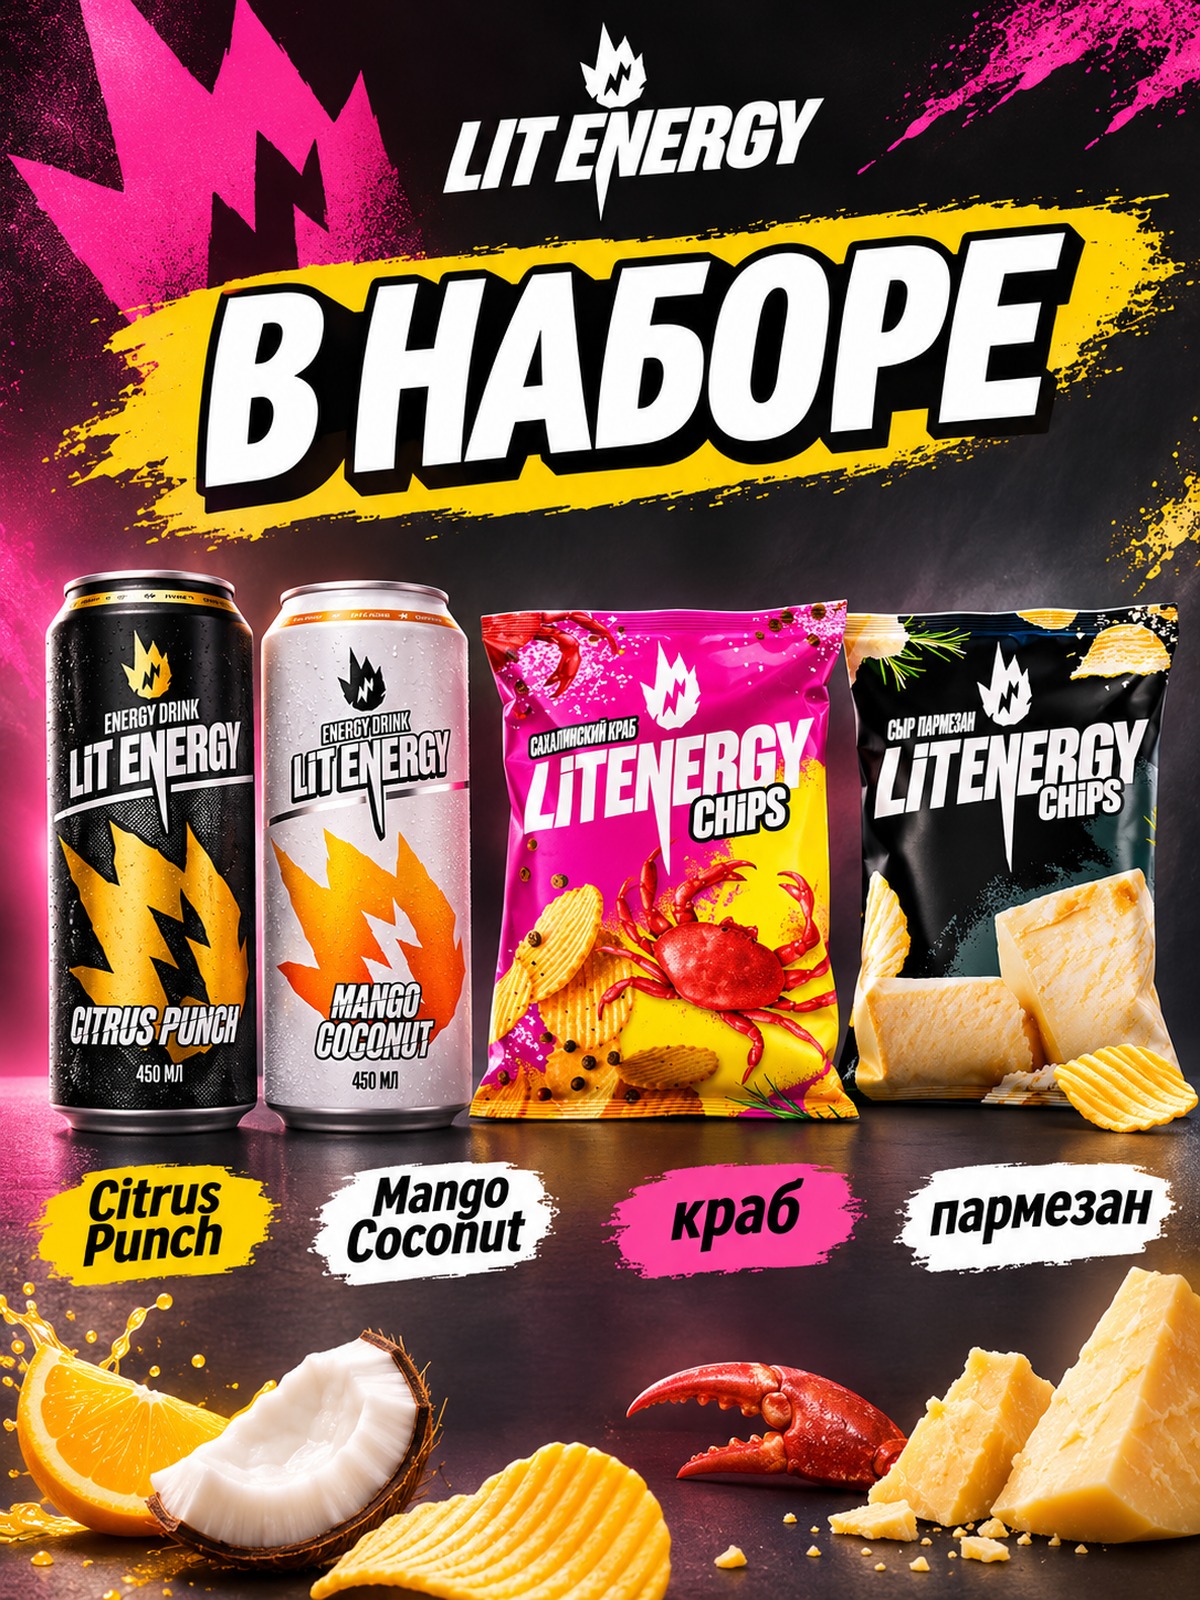 LIT ENERGY
В НАБОРЕ
ENERGY DRINK
LIT ENERGY
CITRUS PUNCH
450 МЛ
ENERGY DRINK
LIT ENERGY
MANGO
COCONUT
450 МЛ
САХАЛИНСКИЙ КРАБ
LITENERGY
CHIPS
СЫР ПАРМЕЗАН
LITENERGY
CHIPS
Citrus
Punch
Mango
Coconut
краб
пармезан